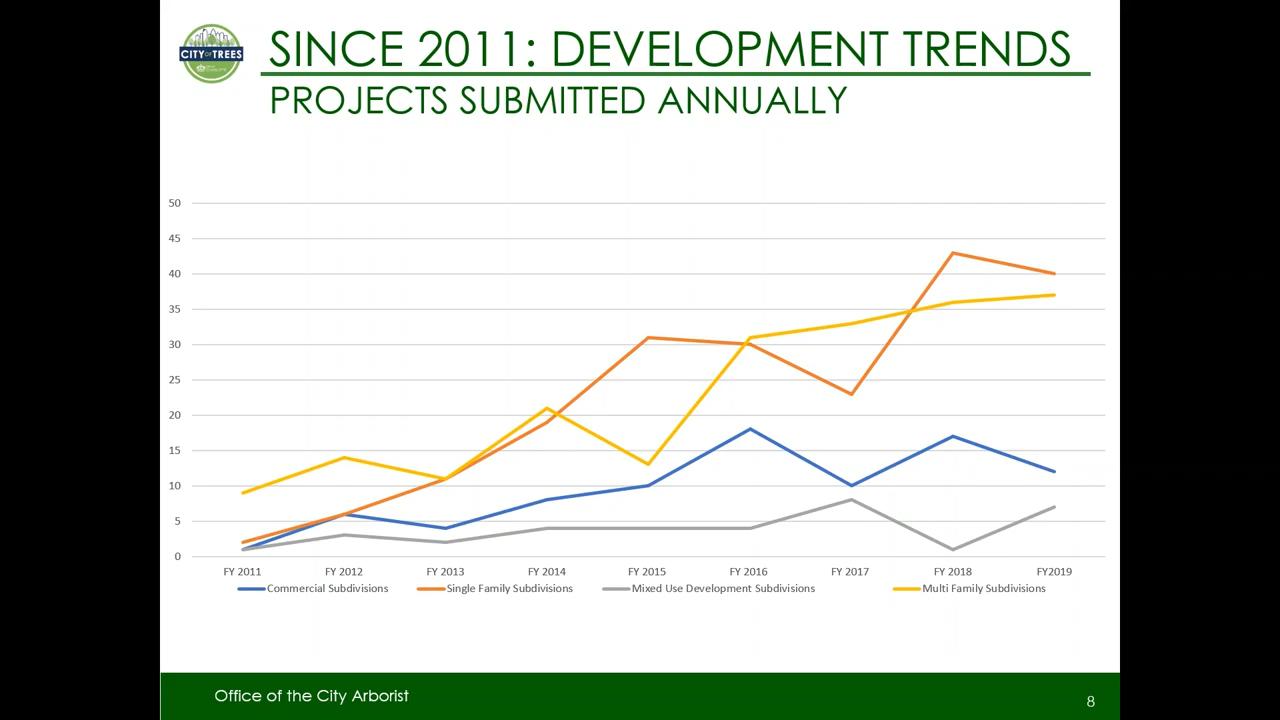 CITY OF TREES
SINCE 2011: DEVELOPMENT TRENDS
PROJECTS SUBMITTED ANNUALLY
50
45
40
35
30
25
20
15
10
5
0
FY 2011 FY 2012 FY 2013 FY 2014 FY 2015 FY 2016 FY 2017 FY 2018 FY2019
Commercial Subdivisions Single Family Subdivisions Mixed Use Development Subdivisions Multi Family Subdivisions
Office of the City Arborist
8